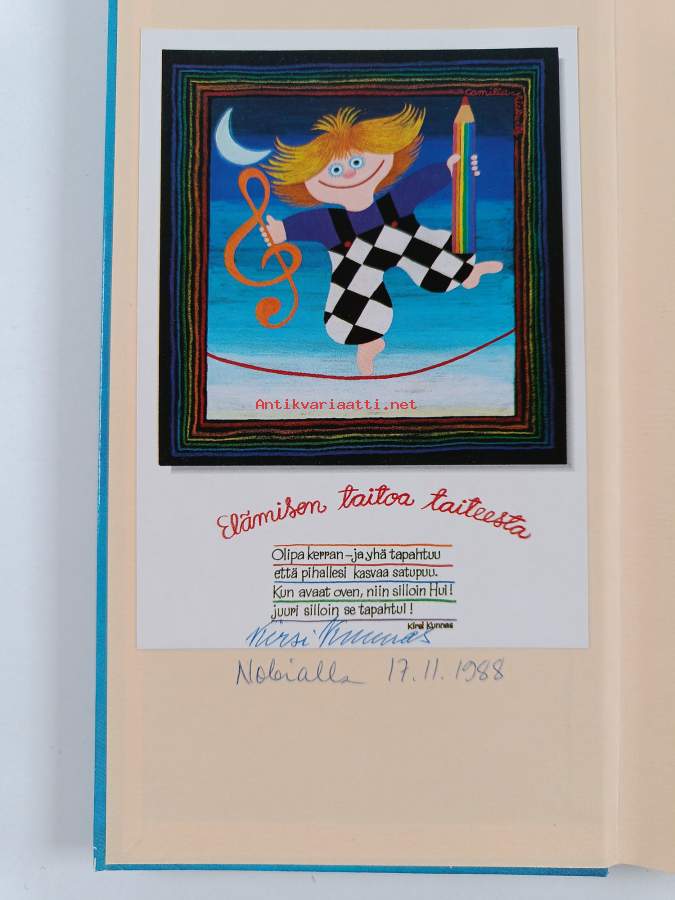 Camilla
Antikvariaatti.net
Elämisen taitoa taiteesta
Olipa kerran – ja yhä tapahtuu
että pihallesi kasvaa satupuu.
Kun avaat oven, niin silloin Hui!
juuri silloin se tapahtui!
Kirsi Kunnas
Kirsi Kunnas
Nokialla 17.11.1988